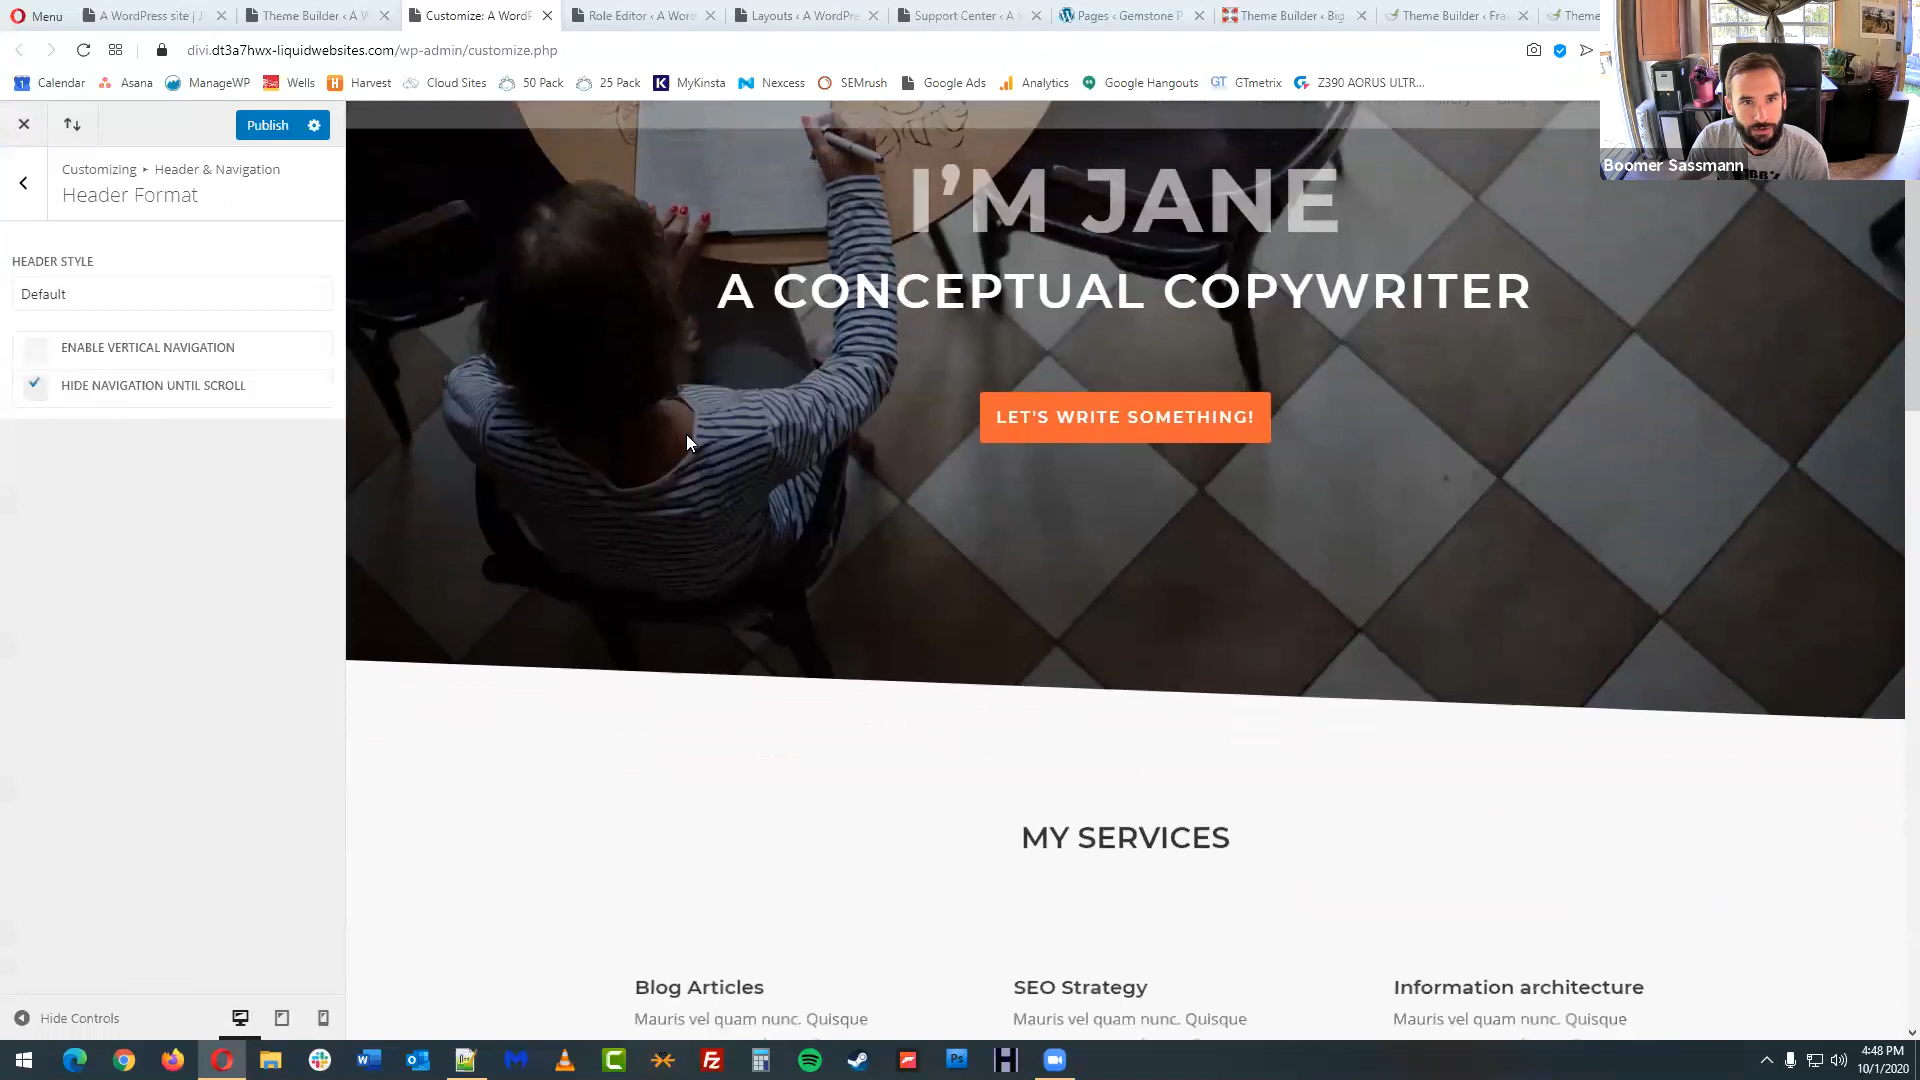 Menu
A WordPress site | J
Theme Builder ‹ A W
Customize: A WordP
Role Editor ‹ A Wor
Layouts ‹ A WordPre
Support Center ‹ A
Pages ‹ Gemstone P
Theme Builder ‹ Big
Theme Builder ‹ Fra
Theme
divi.dt3a7hwx-liquidwebsites.com/wp-admin/customize.php
Calendar
Asana
ManageWP
Wells
Harvest
Cloud Sites
50 Pack
25 Pack
MyKinsta
Nexcess
SEMrush
Google Ads
Analytics
Google Hangouts
GTmetrix
Z390 AORUS ULTR...
Publish
Customizing ▸ Header & Navigation
Header Format
HEADER STYLE
Default
ENABLE VERTICAL NAVIGATION
HIDE NAVIGATION UNTIL SCROLL
I'M JANE
A CONCEPTUAL COPYWRITER
LET'S WRITE SOMETHING!
Boomer Sassmann
MY SERVICES
Blog Articles
SEO Strategy
Information architecture
Mauris vel quam nunc. Quisque
Mauris vel quam nunc. Quisque
Mauris vel quam nunc. Quisque
Hide Controls
4:48 PM
10/1/2020